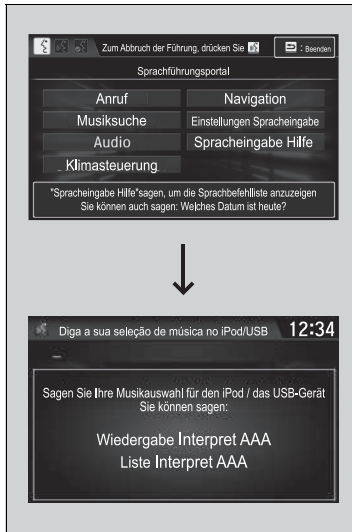 Zum Abbruch der Führung, drücken Sie
: Beenden
Sprachführungsportal
Anruf
Navigation
Musiksuche
Einstellungen Spracheingabe
Audio
Spracheingabe Hilfe
Klimasteuerung
"Spracheingabe Hilfe"sagen, um die Sprachbefehlliste anzuzeigen
Sie können auch sagen: Welches Datum ist heute?
Diga a sua seleção de música no iPod/USB
12:34
Sagen Sie Ihre Musikauswahl für den iPod / das USB-Gerät
Sie können sagen:
Wiedergabe Interpret AAA
Liste Interpret AAA